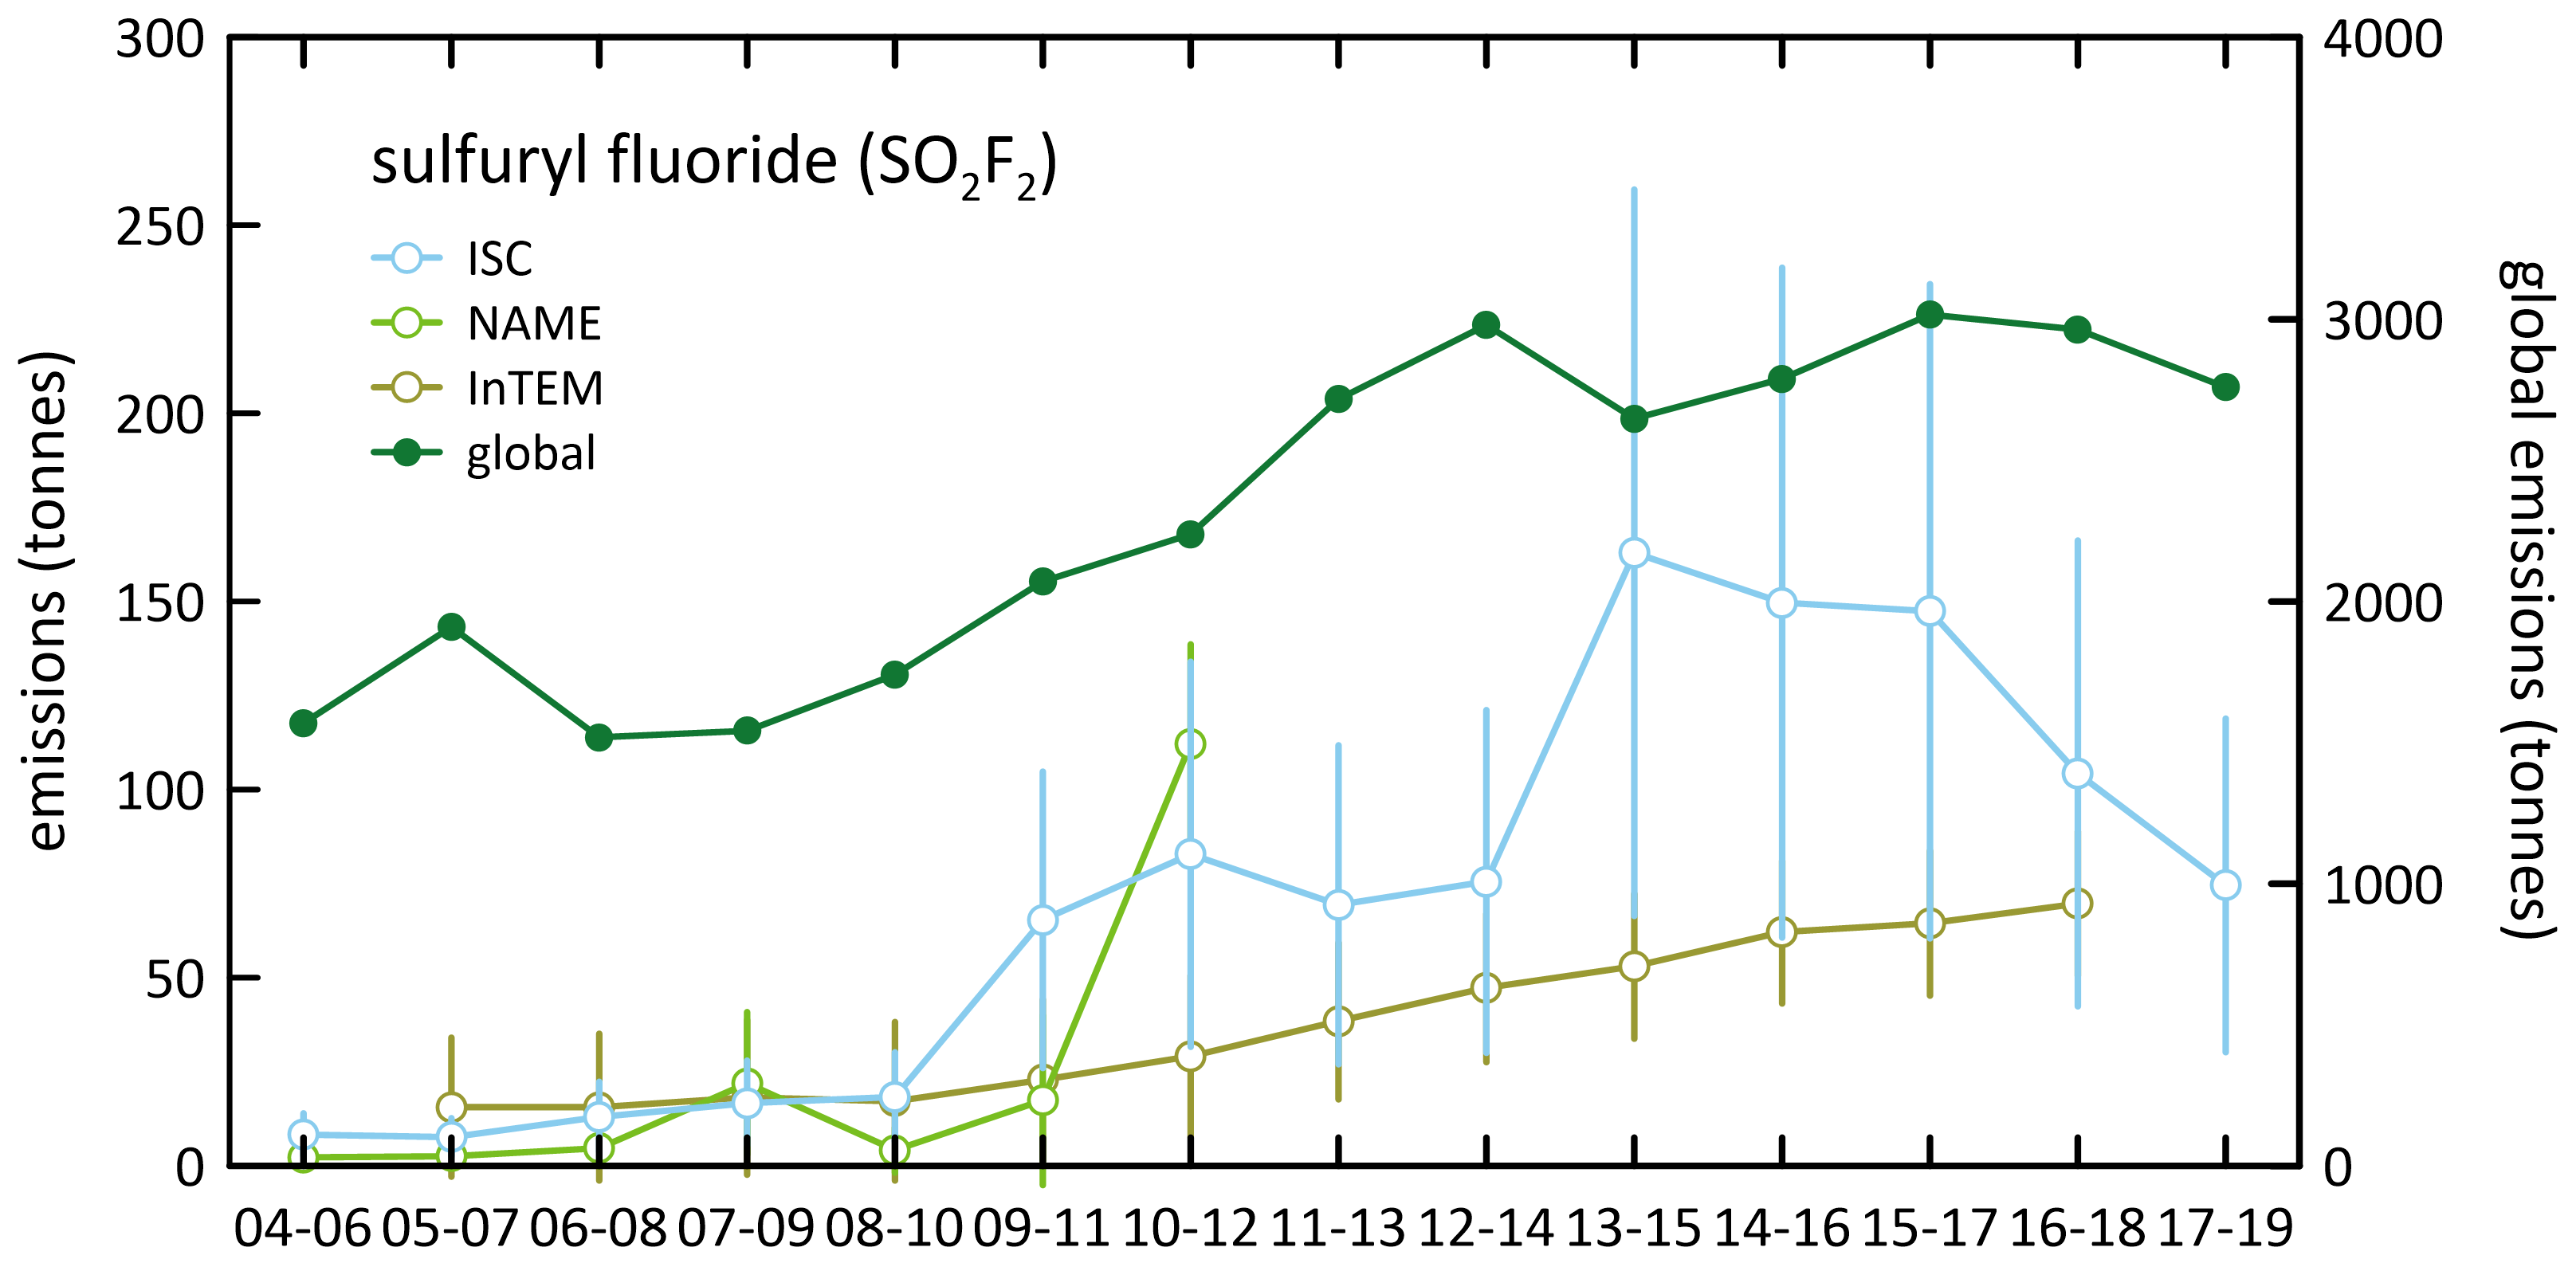 sulfuryl fluoride (SO₂F₂)
ISC
NAME
InTEM
global
emissions (tonnes)
300
250
200
150
100
50
0
4000
3000
2000
1000
0
global emissions (tonnes)
04-06 05-07 06-08 07-09 08-10 09-11 10-12 11-13 12-14 13-15 14-16 15-17 16-18 17-19